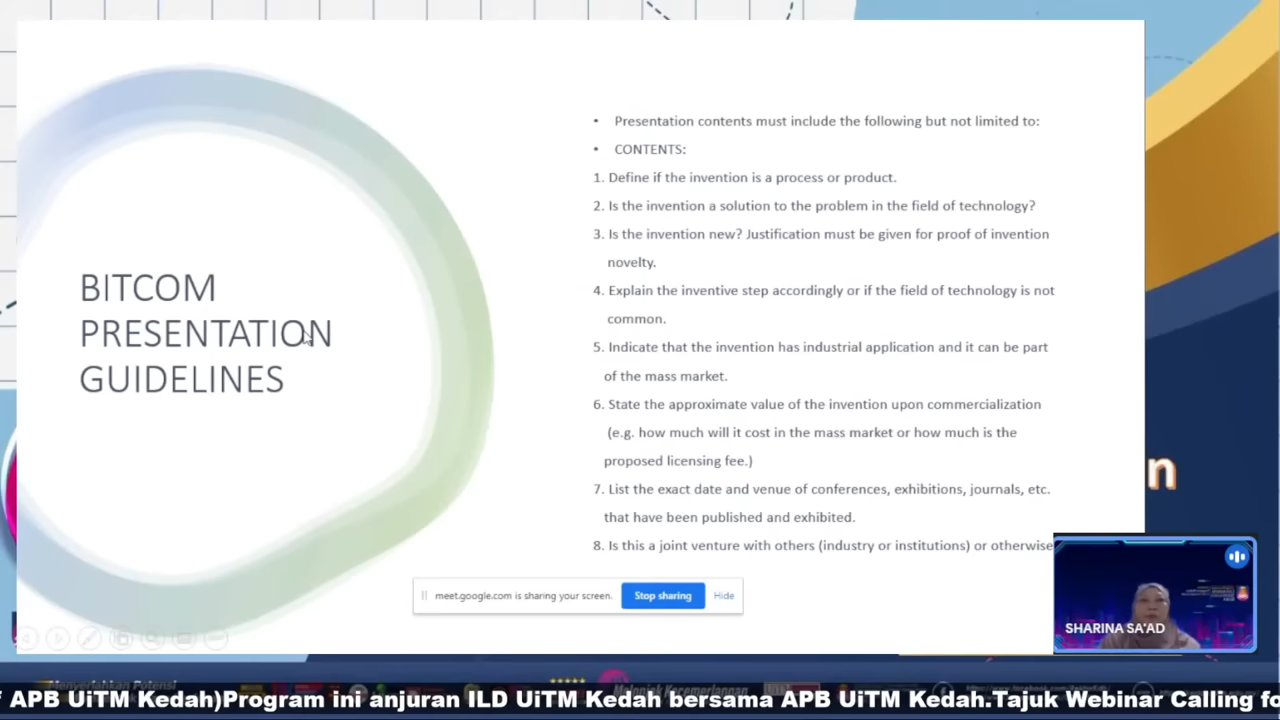 BITCOM
PRESENTATION
GUIDELINES
• Presentation contents must include the following but not limited to:
• CONTENTS:
1. Define if the invention is a process or product.
2. Is the invention a solution to the problem in the field of technology?
3. Is the invention new? Justification must be given for proof of invention
novelty.
4. Explain the inventive step accordingly or if the field of technology is not
common.
5. Indicate that the invention has industrial application and it can be part
of the mass market.
6. State the approximate value of the invention upon commercialization
(e.g. how much will it cost in the mass market or how much is the
proposed licensing fee.)
7. List the exact date and venue of conferences, exhibitions, journals, etc.
that have been published and exhibited.
8. Is this a joint venture with others (industry or institutions) or otherwise
n
meet.google.com is sharing your screen. Stop sharing Hide
SHARINA SA'AD
Menyerlahkan Potensi
Melonjak Kecemerlangan
APB UiTM Kedah)Program ini anjuran ILD UiTM Kedah bersama APB UiTM Kedah.Tajuk Webinar Calling fo